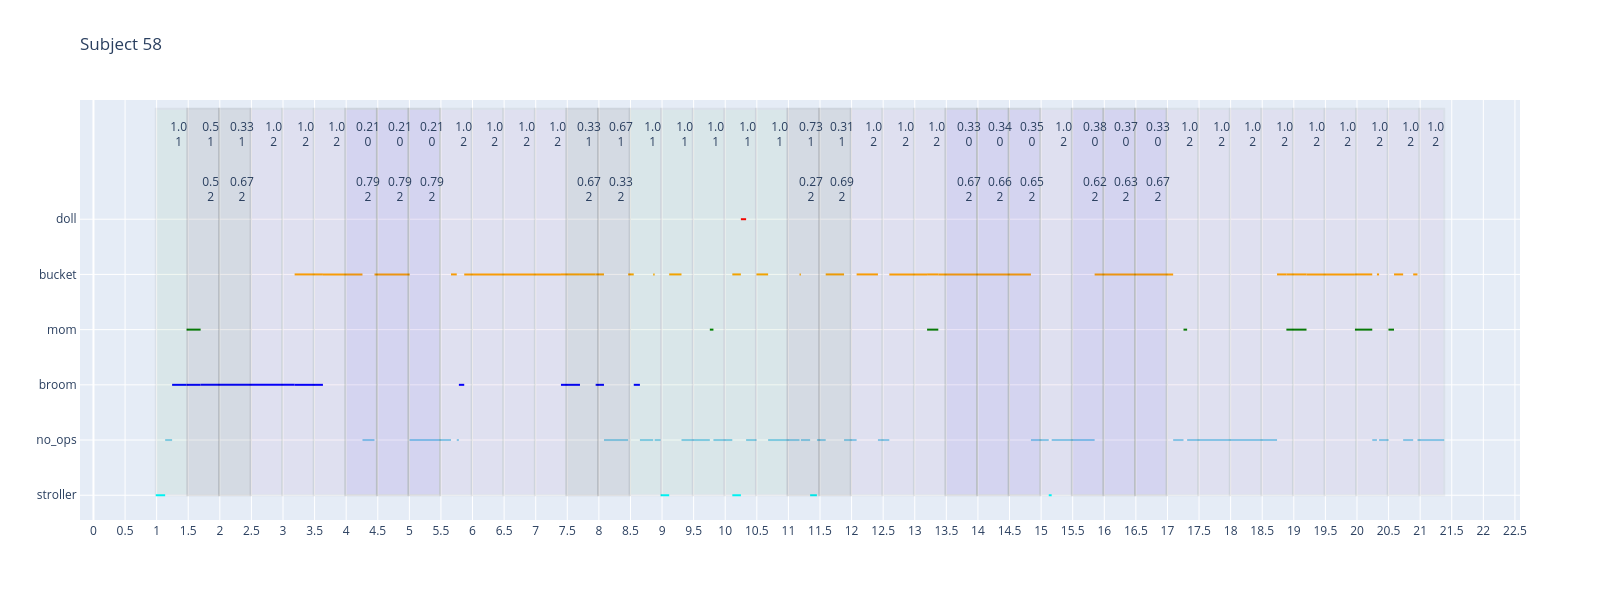 Subject 58
1.0 0.5 0.33 1.0 1.0 1.0 0.21 0.21 0.21 1.0 1.0 1.0 1.0 0.33 0.67 1.0 1.0 1.0 1.0 1.0 0.73 0.31 1.0 1.0 1.0 0.33 0.34 0.35 1.0 0.38 0.37 0.33 1.0 1.0 1.0 1.0 1.0 1.0 1.0 1.0 1.0
1 1 1 2 2 2 0 0 0 2 2 2 2 1 1 1 1 1 1 1 1 1 2 2 2 0 0 0 2 0 0 0 2 2 2 2 2 2 2 2 2
0.5 0.67 0.79 0.79 0.79 0.67 0.33 0.27 0.69 0.67 0.66 0.65 0.62 0.63 0.67
2 2 2 2 2 2 2 2 2 2 2 2 2 2 2
doll
bucket
mom
broom
no_ops
stroller
0 0.5 1 1.5 2 2.5 3 3.5 4 4.5 5 5.5 6 6.5 7 7.5 8 8.5 9 9.5 10 10.5 11 11.5 12 12.5 13 13.5 14 14.5 15 15.5 16 16.5 17 17.5 18 18.5 19 19.5 20 20.5 21 21.5 22 22.5